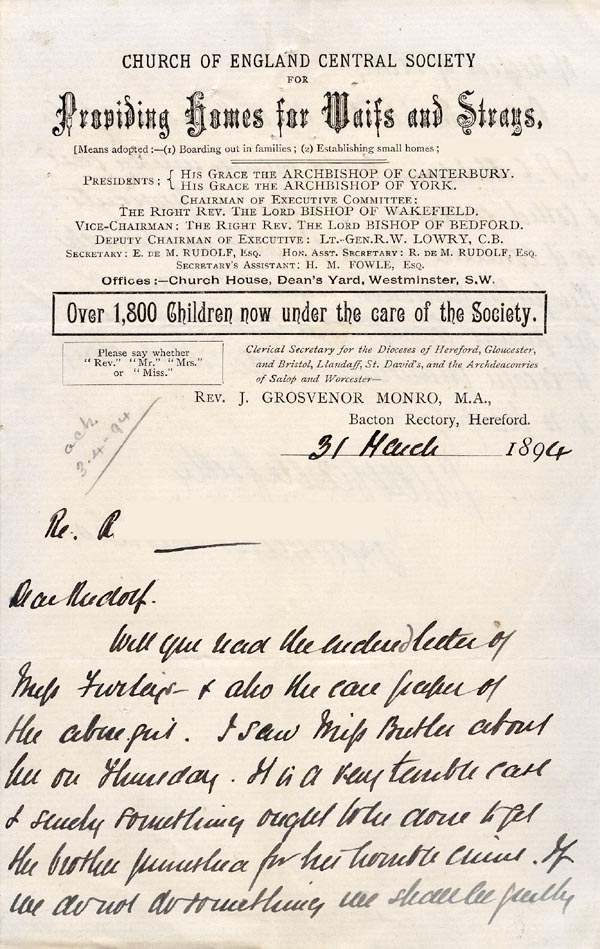 CHURCH OF ENGLAND CENTRAL SOCIETY
FOR
Providing Homes for Waifs and Strays.
[Means adopted:—(1) Boarding out in families; (2) Establishing small homes;
PRESIDENTS; { HIS GRACE THE ARCHBISHOP OF CANTERBURY.
HIS GRACE THE ARCHBISHOP OF YORK.
CHAIRMAN OF EXECUTIVE COMMITTEE;
THE RIGHT REV. THE LORD BISHOP OF WAKEFIELD.
VICE-CHAIRMAN: THE RIGHT REV. THE LORD BISHOP OF BEDFORD.
DEPUTY CHAIRMAN OF EXECUTIVE: LT.-GEN. R.W. LOWRY, C.B.
SECRETARY: E. DE M. RUDOLF, ESQ. HON. ASST. SECRETARY: R. DE M. RUDOLF, ESQ.
SECRETARY'S ASSISTANT: H. M. FOWLE, ESQ.
Offices:—Church House, Dean's Yard, Westminster, S.W.
Over 1,800 Children now under the care of the Society.
Please say whether
"Rev." "Mr." "Mrs."
or "Miss."
Clerical Secretary for the Dioceses of Hereford, Gloucester,
and Bristol, Llandaff, St. David's, and the Archdeaconries
of Salop and Worcester—
REV. J. GROSVENOR MONRO, M.A.,
Bacton Rectory, Hereford.
ack.
3-4-94
31 March 1894
Re. R
Dear Rudolf.
Will you read the enclosed letter of
Miss & also the case paper of
the above girl. I saw Miss Butler about
her on Thursday. It is a very terrible case
& surely something ought to be done to get
the brother punished for his horrible crime. If
we do not do something we shall be guilty